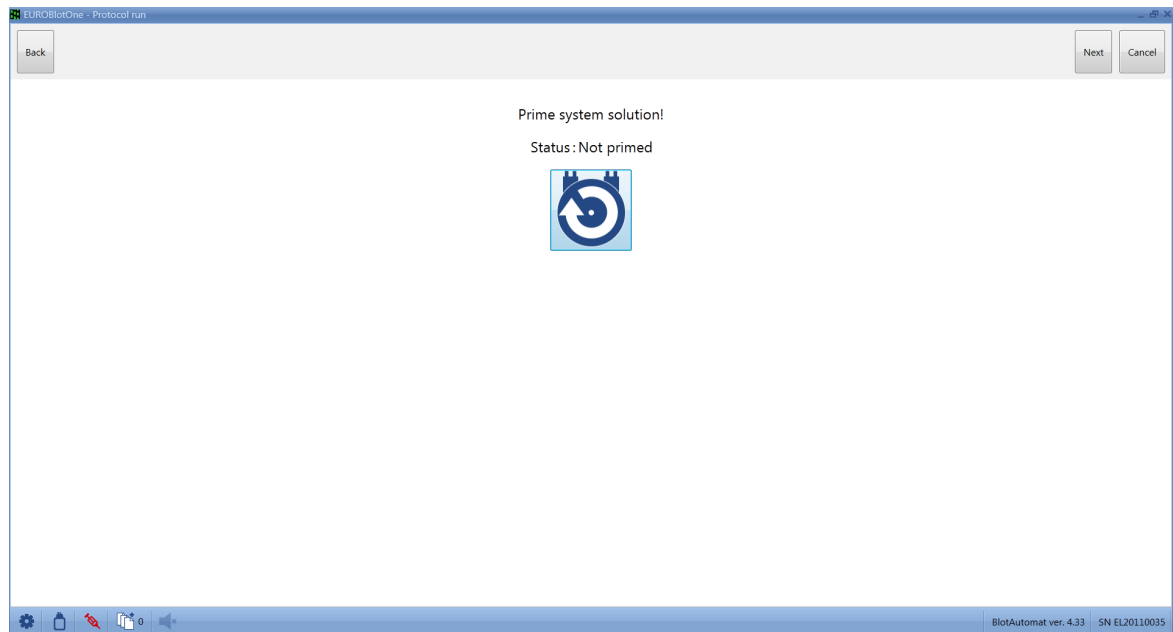 EUROBlotOne - Protocol run
Back
Next
Cancel
Prime system solution!
Status : Not primed
0
BlotAutomat ver. 4.33
SN EL20110035